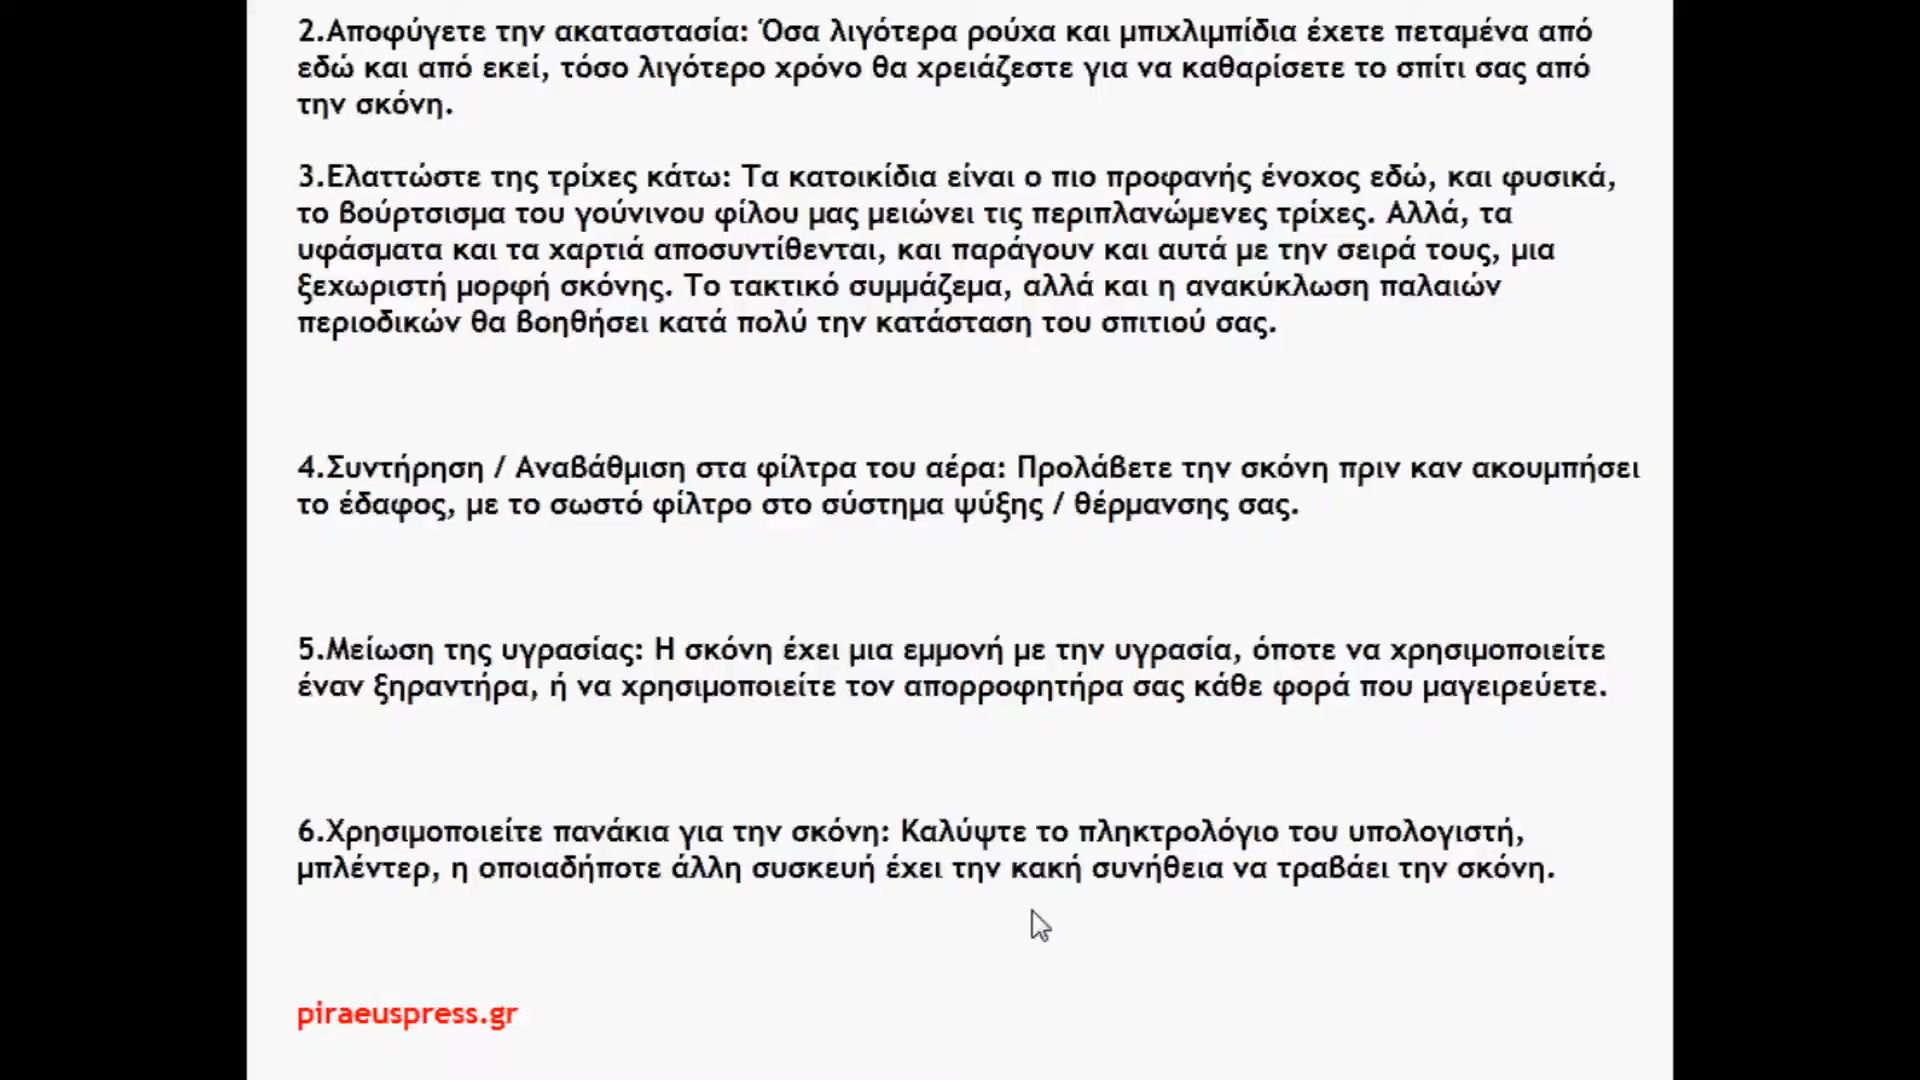 2.Αποφύγετε την ακαταστασία: Όσα λιγότερα ρούχα και μπιχλιμπίδια έχετε πεταμένα από
εδώ και από εκεί, τόσο λιγότερο χρόνο θα χρειάζεστε για να καθαρίσετε το σπίτι σας από
την σκόνη.
3.Ελαττώστε της τρίχες κάτω: Τα κατοικίδια είναι ο πιο προφανής ένοχος εδώ, και φυσικά,
το βούρτσισμα του γούνινου φίλου μας μειώνει τις περιπλανώμενες τρίχες. Αλλά, τα
υφάσματα και τα χαρτιά αποσυντίθενται, και παράγουν και αυτά με την σειρά τους, μια
ξεχωριστή μορφή σκόνης. Το τακτικό συμμάζεμα, αλλά και η ανακύκλωση παλαιών
περιοδικών θα βοηθήσει κατά πολύ την κατάσταση του σπιτιού σας.
4.Συντήρηση / Αναβάθμιση στα φίλτρα του αέρα: Προλάβετε την σκόνη πριν καν ακουμπήσει
το έδαφος, με το σωστό φίλτρο στο σύστημα ψύξης / θέρμανσης σας.
5.Μείωση της υγρασίας: Η σκόνη έχει μια εμμονή με την υγρασία, όποτε να χρησιμοποιείτε
έναν ξηραντήρα, ή να χρησιμοποιείτε τον απορροφητήρα σας κάθε φορά που μαγειρεύετε.
6.Χρησιμοποιείτε πανάκια για την σκόνη: Καλύψτε το πληκτρολόγιο του υπολογιστή,
μπλέντερ, η οποιαδήποτε άλλη συσκευή έχει την κακή συνήθεια να τραβάει την σκόνη.
piraeuspress.gr